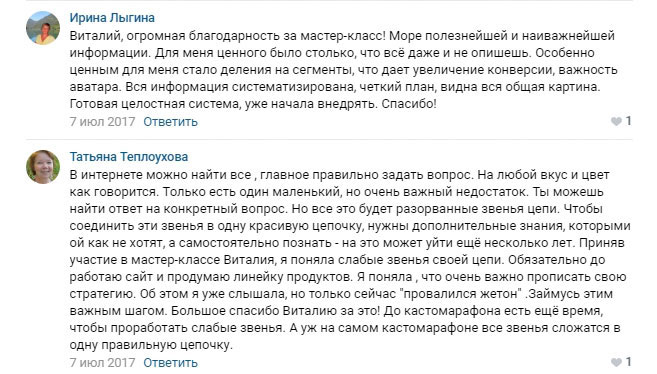 Ирина Лыгина
Виталий, огромная благодарность за мастер-класс! Море полезнейшей и наиважнейшей
информации. Для меня ценного было столько, что всё даже и не опишешь. Особенно
ценным для меня стало деления на сегменты, что дает увеличение конверсии, важность
аватара. Вся информация систематизирована, четкий план, видна вся общая картина.
Готовая целостная система, уже начала внедрять. Спасибо!
7 июл 2017 Ответить 1
Татьяна Теплоухова
В интернете можно найти все , главное правильно задать вопрос. На любой вкус и цвет
как говорится. Только есть один маленький, но очень важный недостаток. Ты можешь
найти ответ на конкретный вопрос. Но все это будет разорванные звенья цепи. Чтобы
соединить эти звенья в одну красивую цепочку, нужны дополнительные знания, которыми
ой как не хотят, а самостоятельно познать - на это может уйти ещё несколько лет. Приняв
участие в мастер-классе Виталия, я поняла слабые звенья своей цепи. Обязательно до
работаю сайт и продумаю линейку продуктов. Я поняла , что очень важно прописать свою
стратегию. Об этом я уже слышала, но только сейчас "провалился жетон" .Займусь этим
важным шагом. Большое спасибо Виталию за это! До кастомарафона есть ещё время,
чтобы проработать слабые звенья. А уж на самом кастомарафоне все звенья сложатся в
одну правильную цепочку.
7 июл 2017 Ответить 1